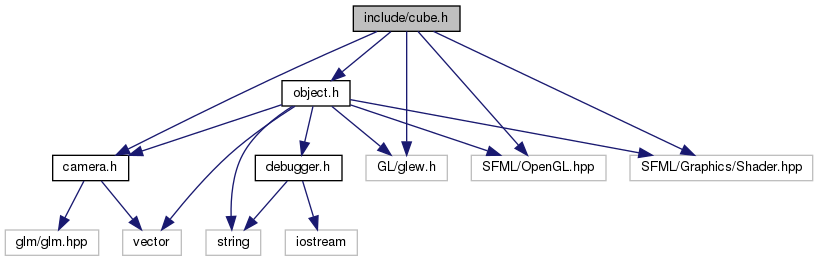 include/cube.h
object.h
camera.h
debugger.h
GL/glew.h
SFML/OpenGL.hpp
SFML/Graphics/Shader.hpp
glm/glm.hpp
vector
string
iostream